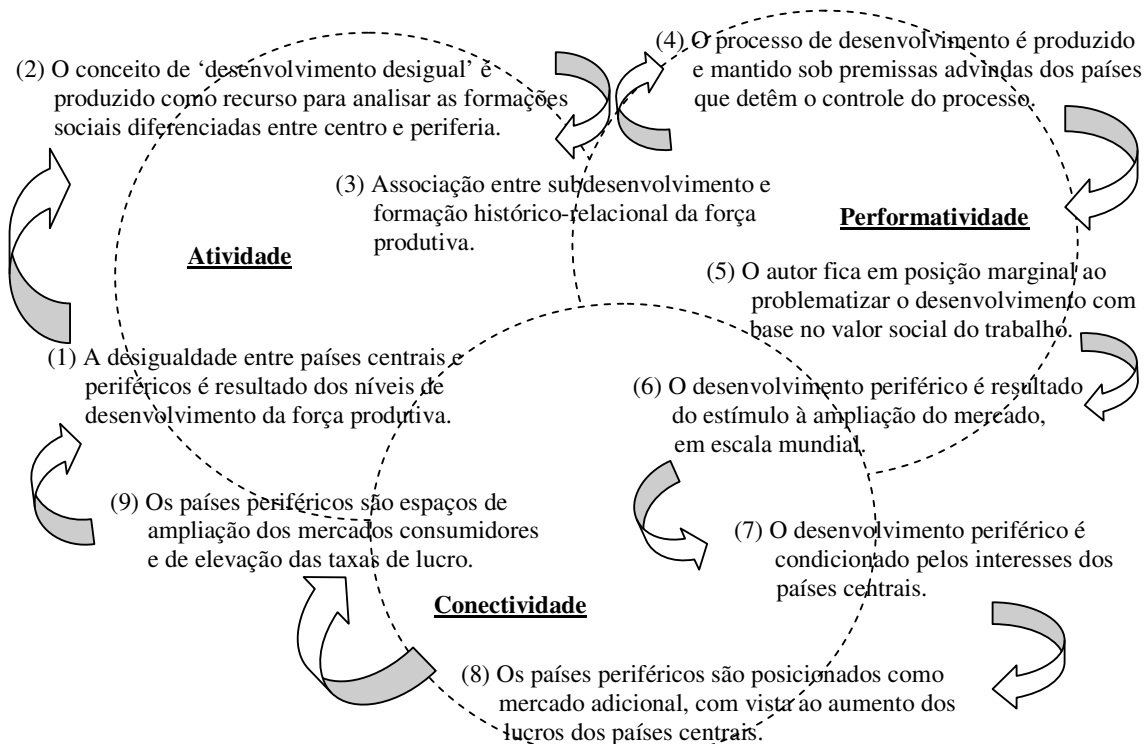 (4) O processo de desenvolvimento é produzido
e mantido sob premissas advindas dos países
que detêm o controle do processo.
(2) O conceito de ‘desenvolvimento desigual’ é
produzido como recurso para analisar as formações
sociais diferenciadas entre centro e periferia.
(3) Associação entre subdesenvolvimento e
formação histórico-relacional da força
produtiva.
Performatividade
Atividade
(5) O autor fica em posição marginal ao
problematizar o desenvolvimento com
base no valor social do trabalho.
(1) A desigualdade entre países centrais e
periféricos é resultado dos níveis de
desenvolvimento da força produtiva.
(6) O desenvolvimento periférico é resultado
do estímulo à ampliação do mercado,
em escala mundial.
(9) Os países periféricos são espaços de
ampliação dos mercados consumidores
e de elevação das taxas de lucro.
(7) O desenvolvimento periférico é
condicionado pelos interesses dos
países centrais.
Conectividade
(8) Os países periféricos são posicionados como
mercado adicional, com vista ao aumento dos
lucros dos países centrais.